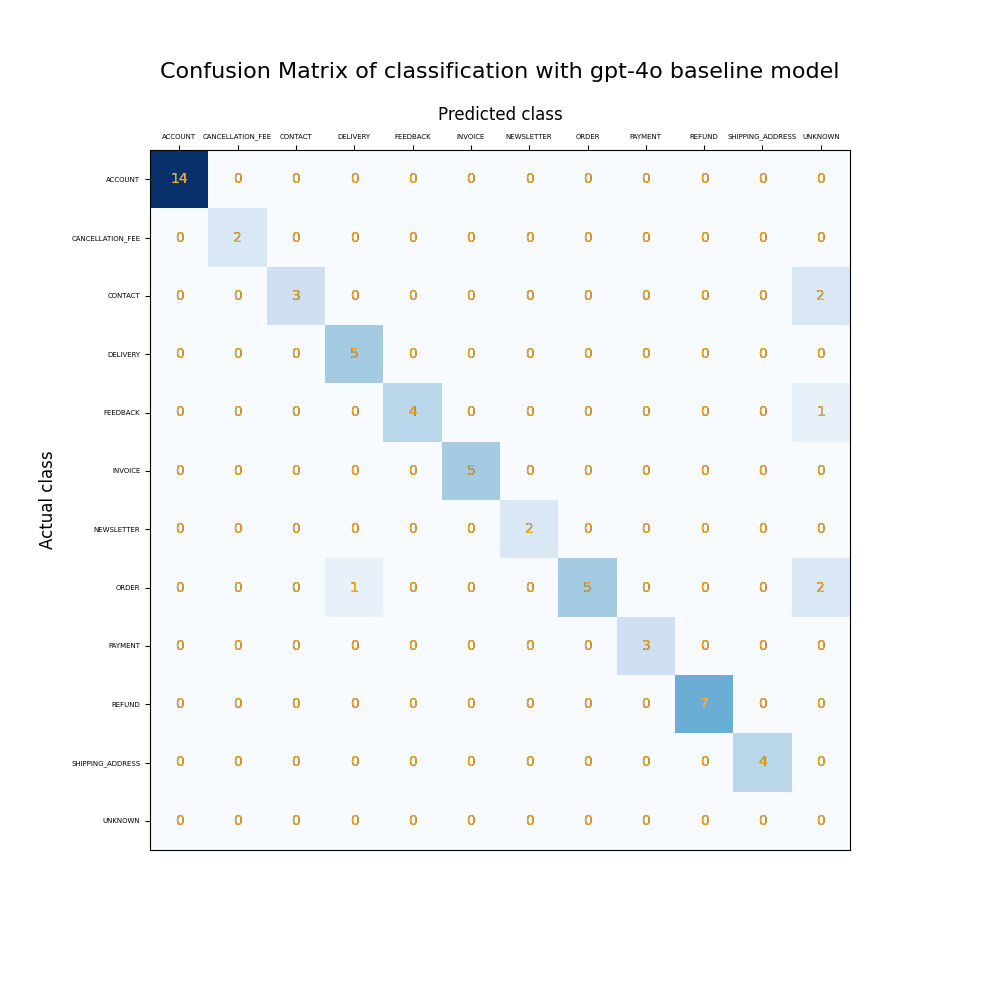 Confusion Matrix of classification with gpt-4o baseline model
Predicted class
ACCOUNT CANCELLATION_FEE CONTACT DELIVERY FEEDBACK INVOICE NEWSLETTER ORDER PAYMENT REFUND SHIPPING_ADDRESS UNKNOWN
ACCOUNT 14 0 0 0 0 0 0 0 0 0 0 0
CANCELLATION_FEE 0 2 0 0 0 0 0 0 0 0 0 0
CONTACT 0 0 3 0 0 0 0 0 0 0 0 2
DELIVERY 0 0 0 5 0 0 0 0 0 0 0 0
FEEDBACK 0 0 0 0 4 0 0 0 0 0 0 1
INVOICE 0 0 0 0 0 5 0 0 0 0 0 0
NEWSLETTER 0 0 0 0 0 0 2 0 0 0 0 0
ORDER 0 0 0 1 0 0 0 5 0 0 0 2
PAYMENT 0 0 0 0 0 0 0 0 3 0 0 0
REFUND 0 0 0 0 0 0 0 0 0 7 0 0
SHIPPING_ADDRESS 0 0 0 0 0 0 0 0 0 0 4 0
UNKNOWN 0 0 0 0 0 0 0 0 0 0 0 0
Actual class